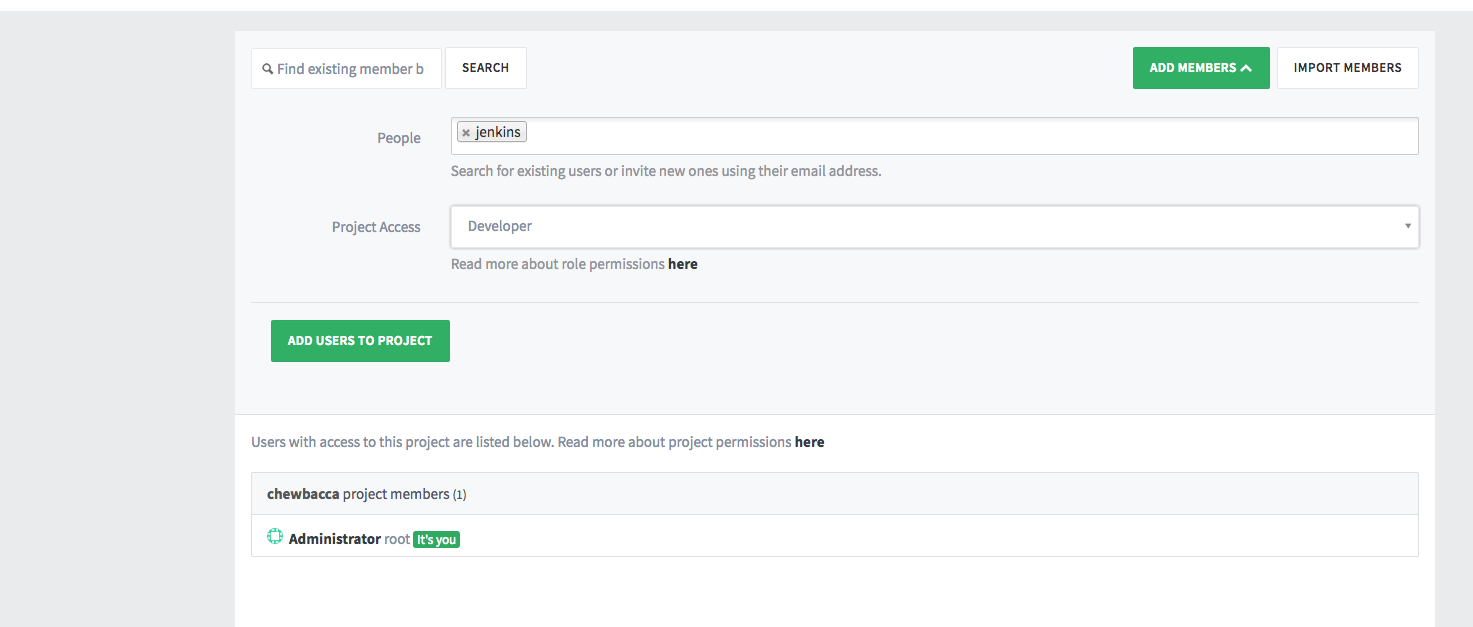 Find existing member b
SEARCH
ADD MEMBERS
IMPORT MEMBERS
People
× jenkins
Search for existing users or invite new ones using their email address.
Project Access
Developer
Read more about role permissions here
ADD USERS TO PROJECT
Users with access to this project are listed below. Read more about project permissions here
chewbacca project members (1)
Administrator root It's you